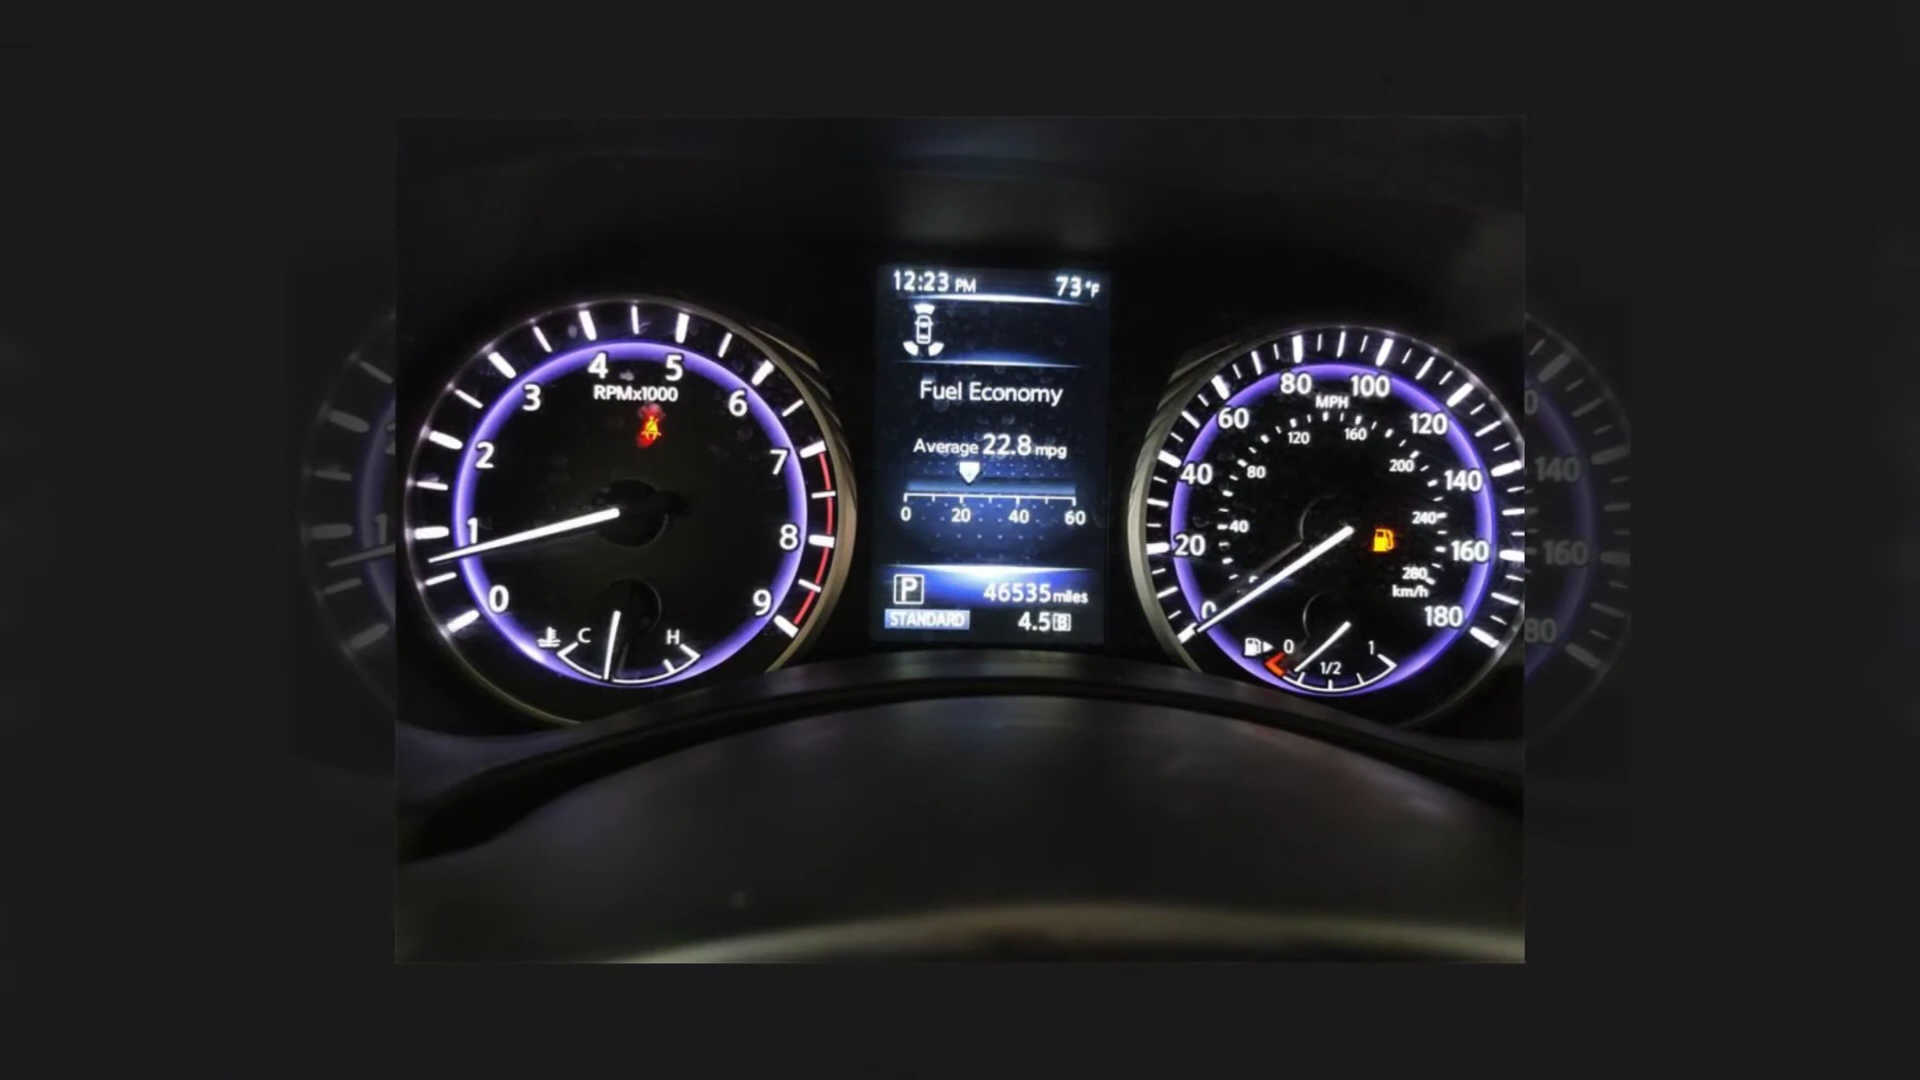 12:23 PM 73°F
Fuel Economy
Average 22.8 mpg
0 20 40 60
P 46535 miles
STANDARD 4.5 B
0 1 2 3 4 5 6 7 8 9
RPMx1000
C H
0 20 40 60 80 100 120 140 160 180
MPH
40 80 120 160 200 240 280
km/h
0 1/2 1